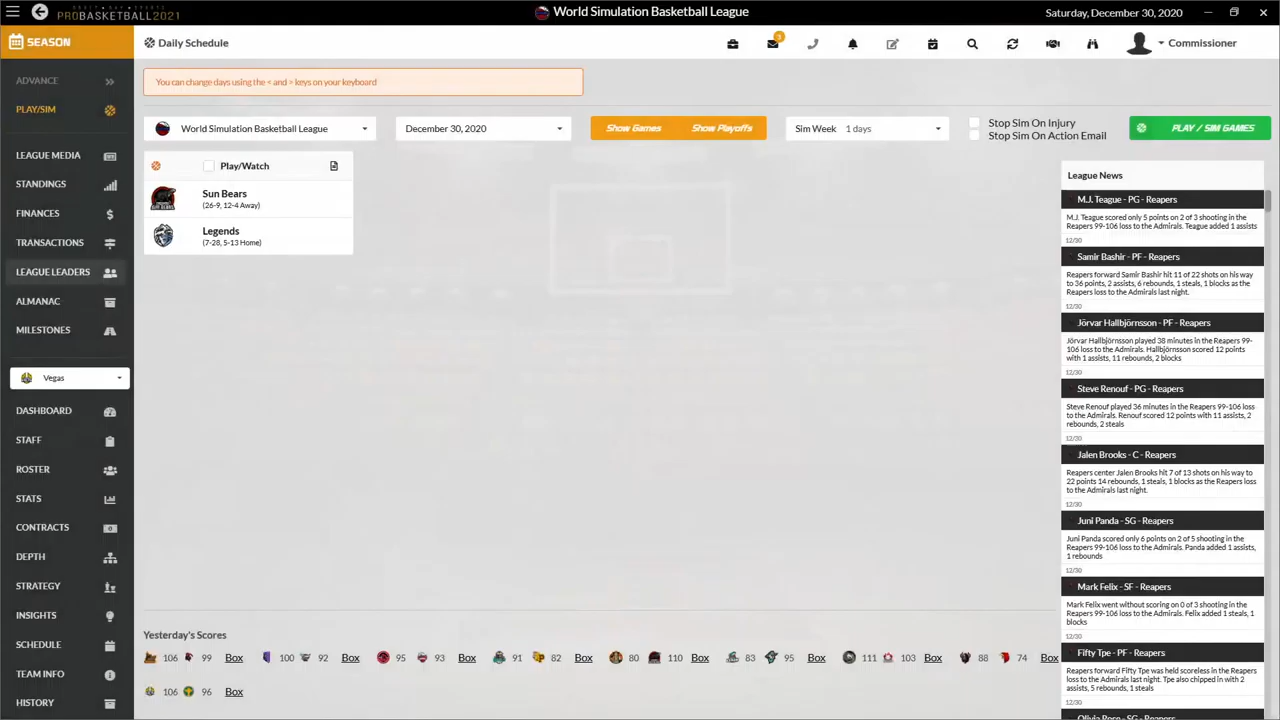 DRAFT DAY SPORTS
PROBASKETBALL2021
World Simulation Basketball League
Saturday, December 30, 2020
SEASON
Daily Schedule
3
Commissioner
ADVANCE
PLAY/SIM
LEAGUE MEDIA
STANDINGS
FINANCES
TRANSACTIONS
LEAGUE LEADERS
ALMANAC
MILESTONES
Vegas
DASHBOARD
STAFF
ROSTER
STATS
CONTRACTS
DEPTH
STRATEGY
INSIGHTS
SCHEDULE
TEAM INFO
HISTORY
You can change days using the < and > keys on your keyboard
World Simulation Basketball League
December 30, 2020
Show Games
Show Playoffs
Sim Week 1 days
Stop Sim On Injury
Stop Sim On Action Email
PLAY / SIM GAMES
Play/Watch
Sun Bears
(26-9, 12-4 Away)
Legends
(7-28, 5-13 Home)
League News
M.J. Teague - PG - Reapers
M.J. Teague scored only 5 points on 2 of 3 shooting in the
Reapers 99-106 loss to the Admirals. Teague added 1 assists
12/30
Samir Bashir - PF - Reapers
Reapers forward Samir Bashir hit 11 of 22 shots on his way
to 36 points, 2 assists, 6 rebounds, 1 steals, 1 blocks as the
Reapers loss to the Admirals last night.
12/30
Jörvar Hallbjörnsson - PF - Reapers
Jörvar Hallbjörnsson played 38 minutes in the Reapers 99-
106 loss to the Admirals. Hallbjörnsson scored 12 points
with 1 assists, 11 rebounds, 2 blocks
12/30
Steve Renouf - PG - Reapers
Steve Renouf played 36 minutes in the Reapers 99-106 loss
to the Admirals. Renouf scored 12 points with 11 assists, 2
rebounds, 2 steals
12/30
Jalen Brooks - C - Reapers
Reapers center Jalen Brooks hit 7 of 13 shots on his way to
22 points 14 rebounds, 1 steals, 1 blocks as the Reapers loss
to the Admirals last night.
12/30
Juni Panda - SG - Reapers
Juni Panda scored only 6 points on 2 of 5 shooting in the
Reapers 99-106 loss to the Admirals. Panda added 1 assists,
1 rebounds
12/30
Mark Felix - SF - Reapers
Mark Felix went without scoring on 0 of 3 shooting in the
Reapers 99-106 loss to the Admirals. Felix added 1 steals, 1
blocks
12/30
Fifty Tpe - PF - Reapers
Reapers forward Fifty Tpe was held scoreless in the Reapers
loss to the Admirals last night. Tpe also chipped in with 2
assists, 5 rebounds, 1 steals
12/30
Olivia Rose - SG - Reapers
Yesterday's Scores
106 99 Box 100 92 Box 95 93 Box 91 82 Box 80 110 Box 83 95 Box 111 103 Box 88 74 Box
106 96 Box